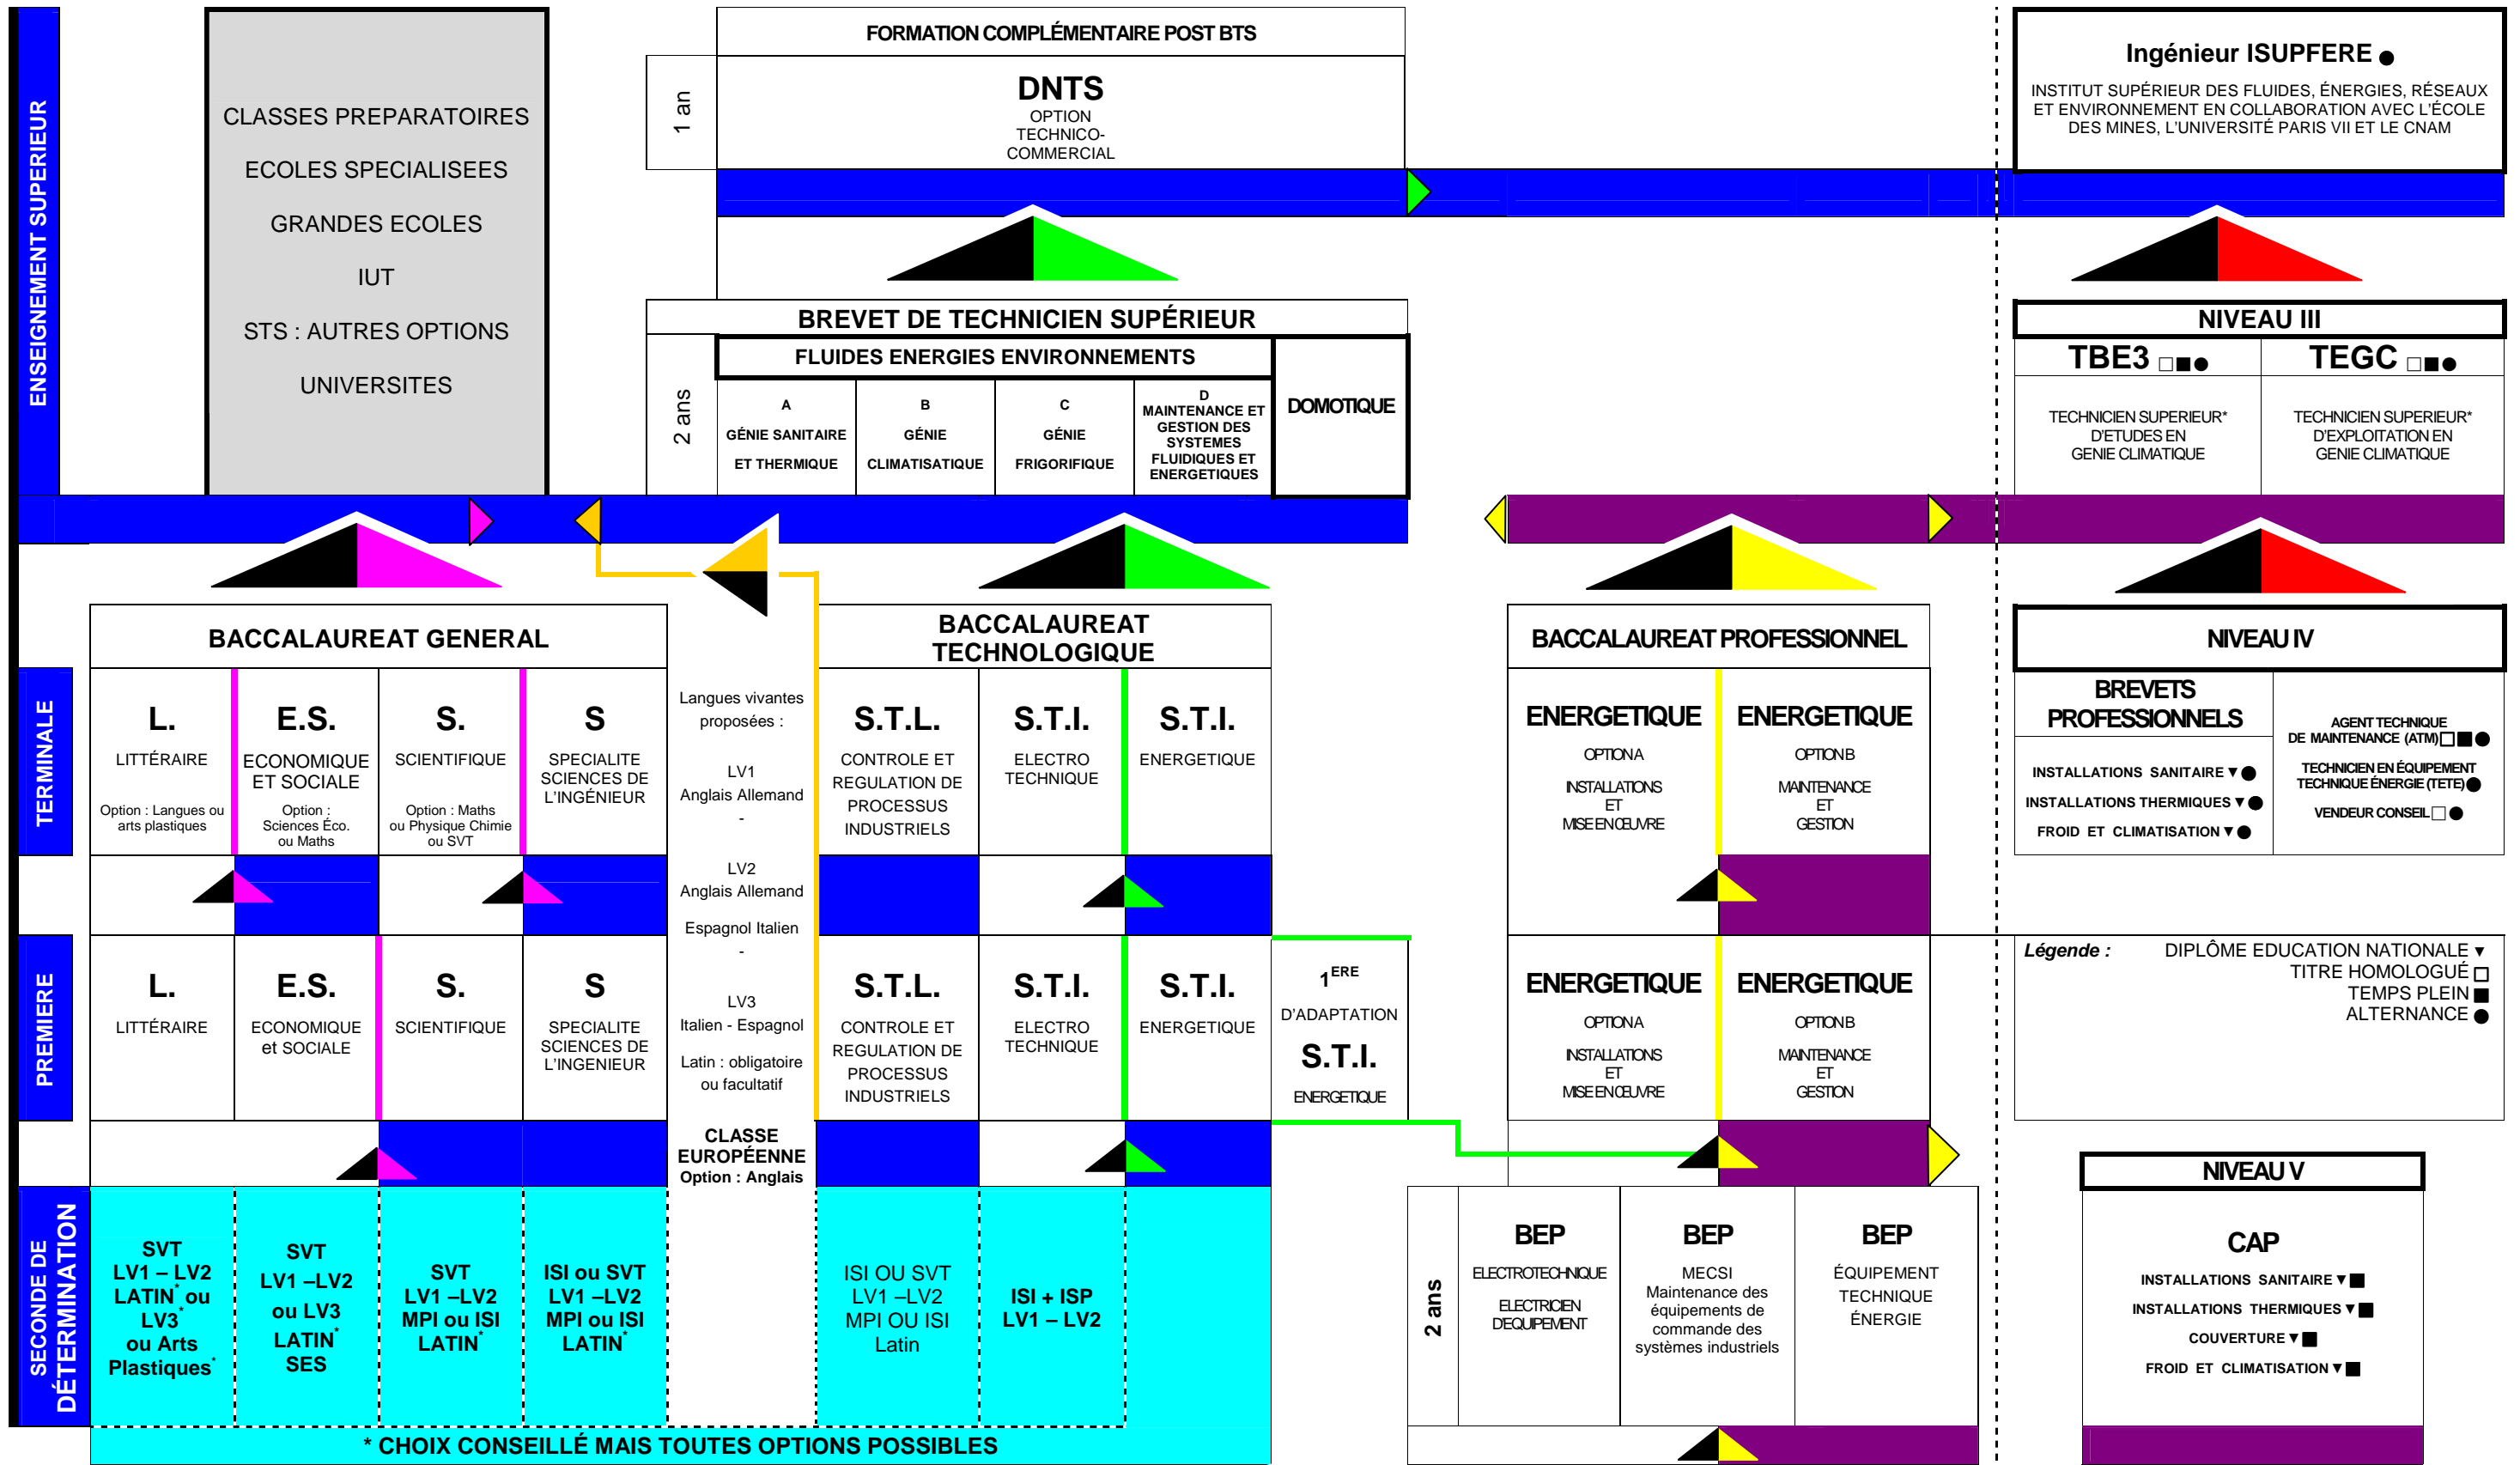 ENSEIGNEMENT SUPERIEUR
CLASSES PREPARATOIRES
ECOLES SPECIALISEES
GRANDES ECOLES
IUT
STS : AUTRES OPTIONS
UNIVERSITES
FORMATION COMPLÉMENTAIRE POST BTS
1 an
DNTS
OPTION
TECHNICO-
COMMERCIAL
Ingénieur ISUPFERE ●
INSTITUT SUPÉRIEUR DES FLUIDES, ÉNERGIES, RÉSEAUX
ET ENVIRONNEMENT EN COLLABORATION AVEC L'ÉCOLE
DES MINES, L'UNIVERSITÉ PARIS VII ET LE CNAM
BREVET DE TECHNICIEN SUPÉRIEUR
2 ans
FLUIDES ENERGIES ENVIRONNEMENTS
A
GÉNIE SANITAIRE
ET THERMIQUE
B
GÉNIE
CLIMATISATIQUE
C
GÉNIE
FRIGORIFIQUE
D
MAINTENANCE ET
GESTION DES
SYSTEMES
FLUIDIQUES ET
ENERGETIQUES
DOMOTIQUE
NIVEAU III
TBE3 □■●
TECHNICIEN SUPERIEUR*
D'ETUDES EN
GENIE CLIMATIQUE
TEGC □■●
TECHNICIEN SUPERIEUR*
D'EXPLOITATION EN
GENIE CLIMATIQUE
BACCALAUREAT GENERAL
BACCALAUREAT
TECHNOLOGIQUE
BACCALAUREAT PROFESSIONNEL
NIVEAU IV
TERMINALE
L.
LITTÉRAIRE
Option : Langues ou
arts plastiques
E.S.
ECONOMIQUE
ET SOCIALE
Option :
Sciences Éco.
ou Maths
S.
SCIENTIFIQUE
Option : Maths
ou Physique Chimie
ou SVT
S
SPECIALITE
SCIENCES DE
L'INGÉNIEUR
Langues vivantes
proposées :
LV1
Anglais Allemand
-
LV2
Anglais Allemand
Espagnol Italien
-
LV3
Italien - Espagnol
Latin : obligatoire
ou facultatif
CLASSE
EUROPÉENNE
Option : Anglais
S.T.L.
CONTROLE ET
REGULATION DE
PROCESSUS
INDUSTRIELS
S.T.I.
ELECTRO
TECHNIQUE
S.T.I.
ENERGETIQUE
ENERGETIQUE
OPTION A
INSTALLATIONS
ET
MISE EN ŒUVRE
ENERGETIQUE
OPTION B
MAINTENANCE
ET
GESTION
BREVETS
PROFESSIONNELS
INSTALLATIONS SANITAIRE ▼ ●
INSTALLATIONS THERMIQUES ▼ ●
FROID ET CLIMATISATION ▼ ●
AGENT TECHNIQUE
DE MAINTENANCE (ATM) □ ■ ●
TECHNICIEN EN ÉQUIPEMENT
TECHNIQUE ÉNERGIE (TETE) ●
VENDEUR CONSEIL □ ●
PREMIERE
L.
LITTÉRAIRE
E.S.
ECONOMIQUE
et SOCIALE
S.
SCIENTIFIQUE
S
SPECIALITE
SCIENCES DE
L'INGENIEUR
S.T.L.
CONTROLE ET
REGULATION DE
PROCESSUS
INDUSTRIELS
S.T.I.
ELECTRO
TECHNIQUE
S.T.I.
ENERGETIQUE
1ERE
D'ADAPTATION
S.T.I.
ENERGETIQUE
ENERGETIQUE
OPTION A
INSTALLATIONS
ET
MISE EN ŒUVRE
ENERGETIQUE
OPTION B
MAINTENANCE
ET
GESTION
Légende : DIPLÔME EDUCATION NATIONALE ▼
TITRE HOMOLOGUÉ □
TEMPS PLEIN ■
ALTERNANCE ●
SECONDE DE
DÉTERMINATION
SVT
LV1 – LV2
LATIN* ou
LV3*
ou Arts
Plastiques*
SVT
LV1 –LV2
ou LV3
LATIN*
SES
SVT
LV1 –LV2
MPI ou ISI
LATIN*
ISI ou SVT
LV1 –LV2
MPI ou ISI
LATIN*
ISI OU SVT
LV1 –LV2
MPI OU ISI
Latin
ISI + ISP
LV1 – LV2
* CHOIX CONSEILLÉ MAIS TOUTES OPTIONS POSSIBLES
2 ans
BEP
ELECTROTECHNIQUE
ELECTRICIEN
D'EQUIPEMENT
BEP
MECSI
Maintenance des
équipements de
commande des
systèmes industriels
BEP
ÉQUIPEMENT
TECHNIQUE
ÉNERGIE
NIVEAU V
CAP
INSTALLATIONS SANITAIRE ▼ ■
INSTALLATIONS THERMIQUES ▼ ■
COUVERTURE ▼ ■
FROID ET CLIMATISATION ▼ ■